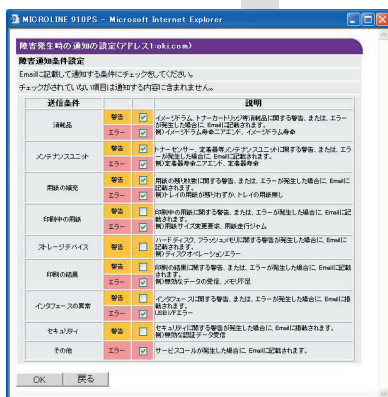 MICROLINE 910PS - Microsoft Internet Explorer
障害発生時の通知の設定(アドレス1:oki.com)
障害通知条件設定
Emailに記載して通知する条件にチェックをしてください。
チェックがされていない項目は通知する内容に含まれません。
送信条件 説明
消耗品 警告 イメージドラム、トナーカートリッジ等消耗品に関する警告、または、エラー
が発生した場合に、Emailに記載されます。
エラー 例)イメージドラム寿命ニアエンド、イメージドラム寿命
メンテナンスユニット 警告 トナーセンサー、定着器等メンテナンスユニットに関する警告、または、エラ
ーが発生した場合に、Emailに記載されます。
エラー 例)定着器寿命ニアエンド、定着器寿命
用紙の補充 警告 用紙の残り状態に関する警告、または、エラーが発生した場合に、Emailに
記載されます。
エラー 例)トレイの用紙が残りわずか、トレイの用紙無し
印刷中の用紙 警告 印刷中の用紙に関する警告、または、エラーが発生した場合に、Emailに記
載されます。
エラー 例)用紙サイズ変更要求、用紙走行ジャム
ストレージデバイス 警告 ハードディスク、フラッシュメモリに関する警告が発生した場合に、Emailに
記載されます。
例)ディスクオペレーションエラー
印刷の結果 警告 印刷の結果に関する警告、または、エラーが発生した場合に、Emailに記載
されます。
エラー 例)無効なデータの受信、メモリ不足
インタフェースの異常 警告 インタフェースに関する警告、または、エラーが発生した場合に、Emailに掲
載されます。
エラー USB I/Fエラー
セキュリティ 警告 セキュリティに関する警告が発生した場合に、Emailに掲載されます。
例)無効な認証データ受信
その他 エラー サービスコールが発生した場合に、Emailに記載されます。
OK 戻る